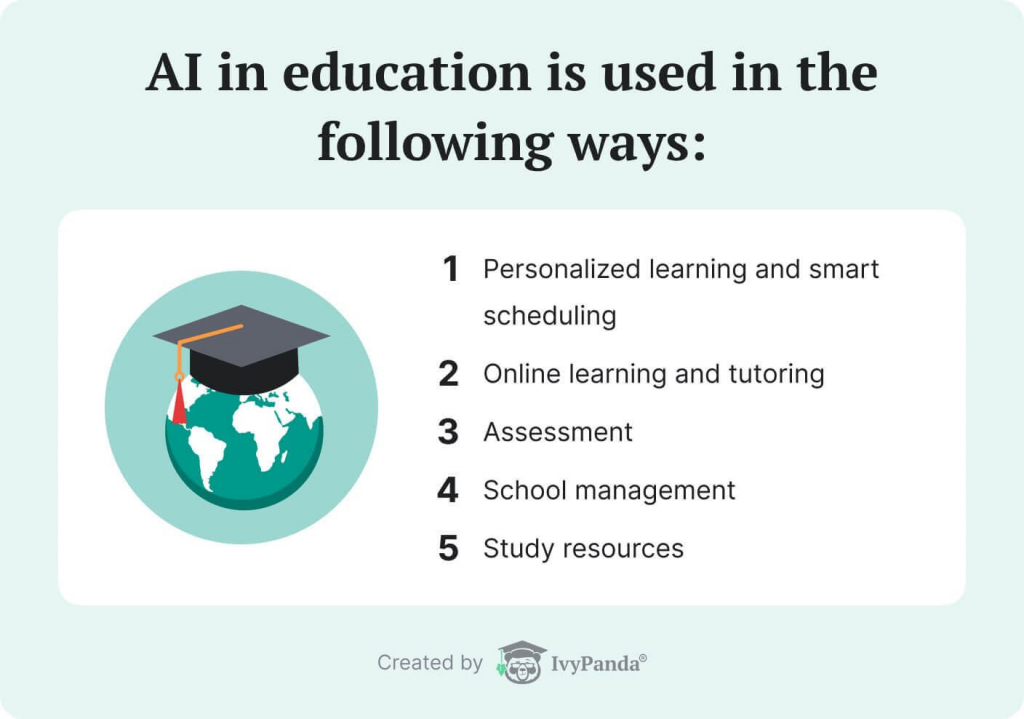 AI in education is used in the
following ways:
1 Personalized learning and smart
scheduling
2 Online learning and tutoring
3 Assessment
4 School management
5 Study resources
Created by IvyPanda®